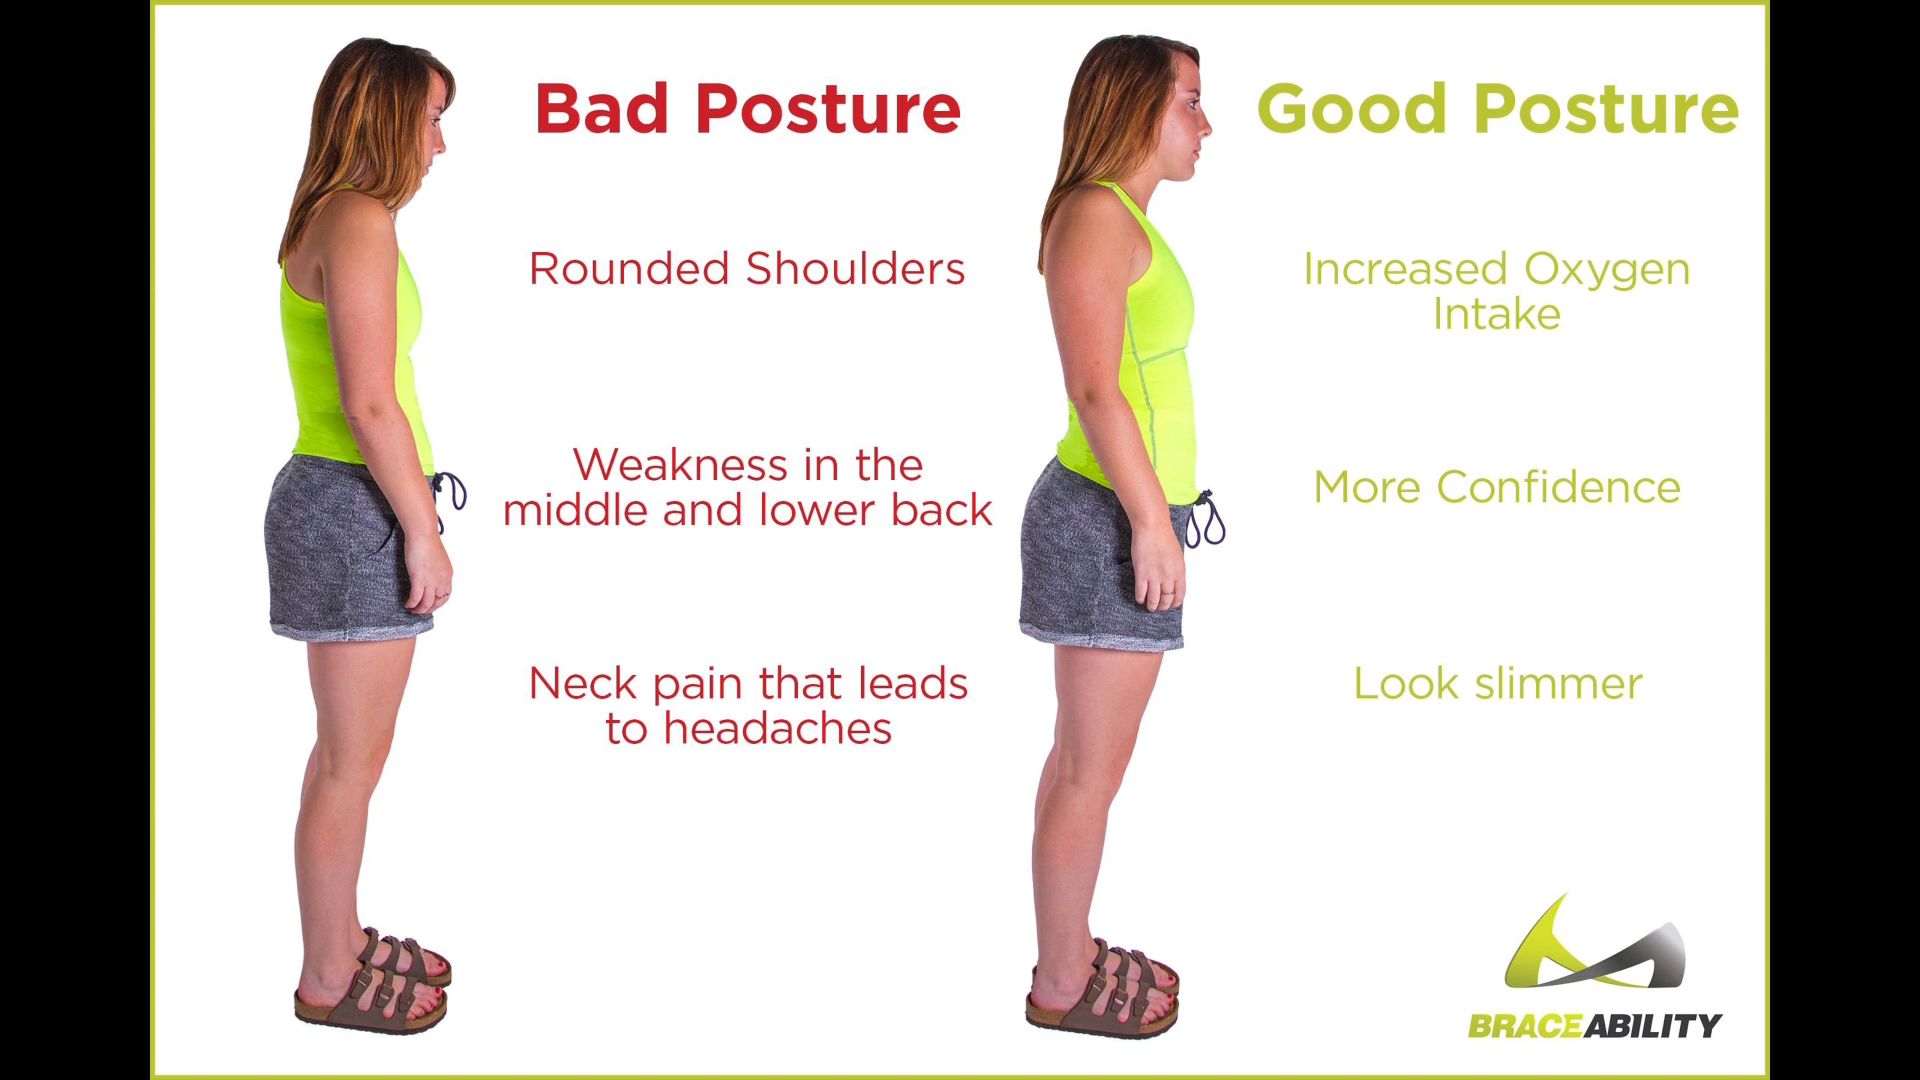 Bad Posture
Rounded Shoulders
Weakness in the
middle and lower back
Neck pain that leads
to headaches
Good Posture
Increased Oxygen
Intake
More Confidence
Look slimmer
BRACEABILITY